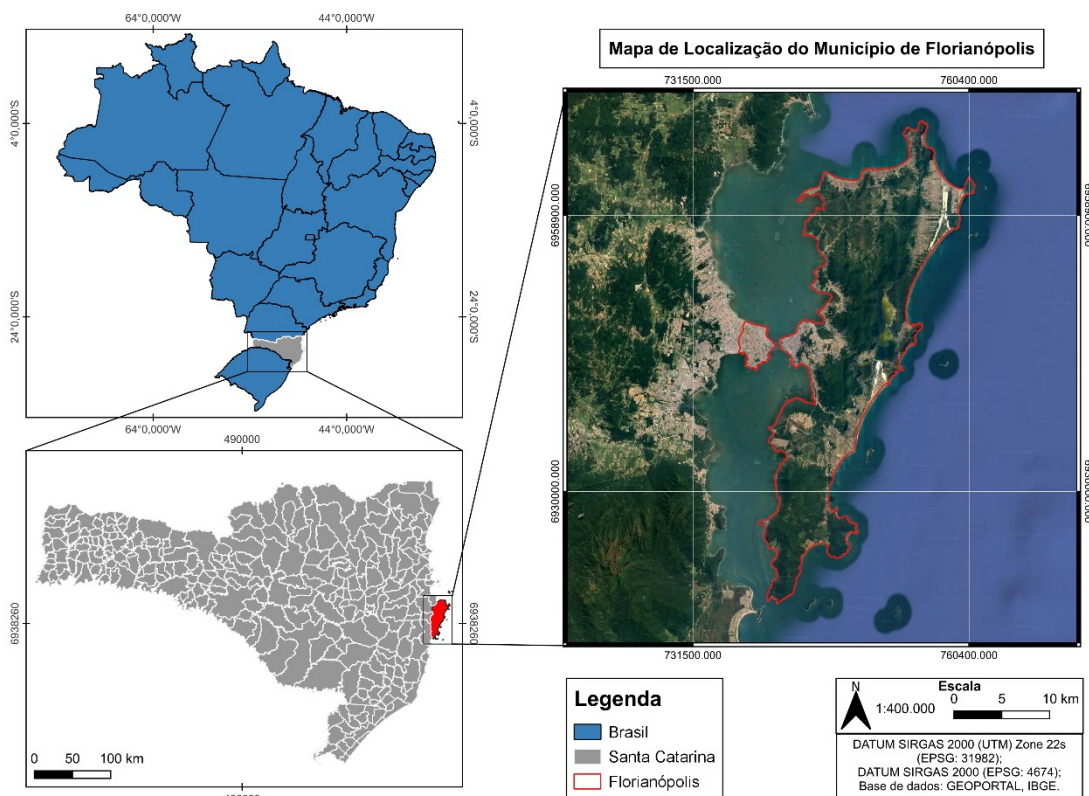 64°0,000'W
44°0,000'W
4°0,000'S
4°0,000'S
24°0,000'S
24°0,000'S
64°0,000'W
44°0,000'W
490000
6938260
6938260
0 50 100 km
Mapa de Localização do Município de Florianópolis
731500.000
760400.000
6958900.000
6958900.000
6930000.000
6930000.000
731500.000
760400.000
Legenda
Brasil
Santa Catarina
Florianópolis
N
1:400.000
Escala
0 5 10 km
DATUM SIRGAS 2000 (UTM) Zone 22s
(EPSG: 31982);
DATUM SIRGAS 2000 (EPSG: 4674);
Base de dados: GEOPORTAL, IBGE.